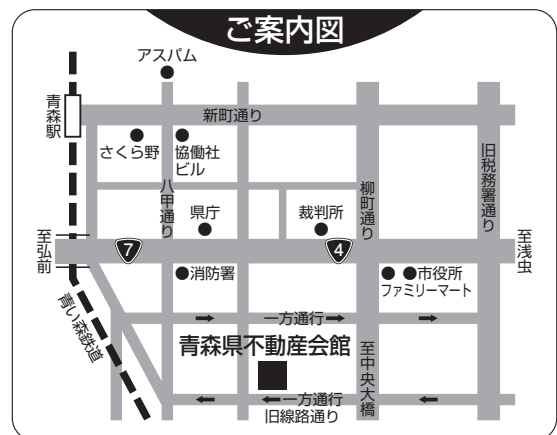 ご案内図
アスパム
青森駅
新町通り
さくら野
協働社
ビル
旧税務署通り
八甲通り
柳町通り
県庁
裁判所
至弘前
7
4
至浅虫
消防署
市役所
ファミリーマート
青い森鉄道
一方通行
青森県不動産会館
至中央大橋
一方通行
旧線路通り